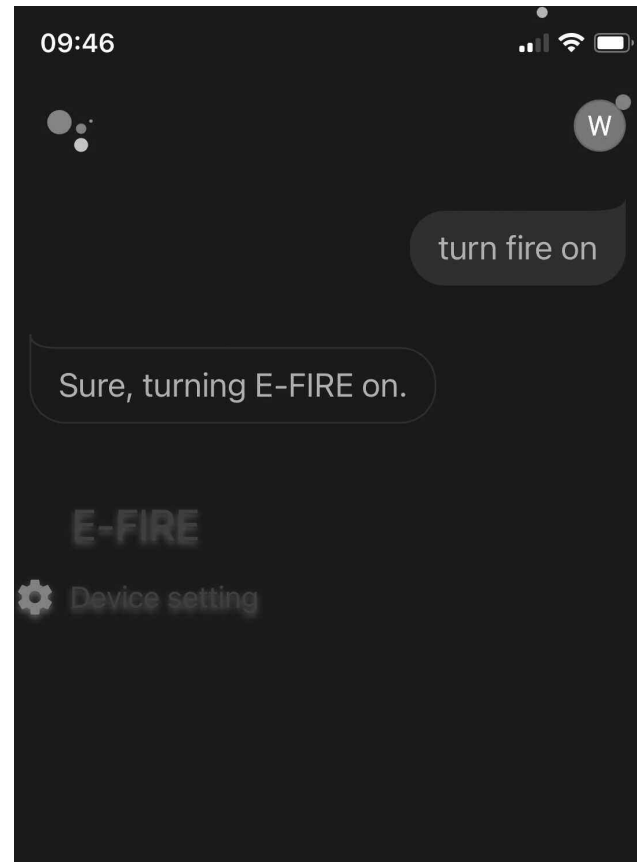 09:46
W
turn fire on
Sure, turning E-FIRE on.
E-FIRE
Device setting